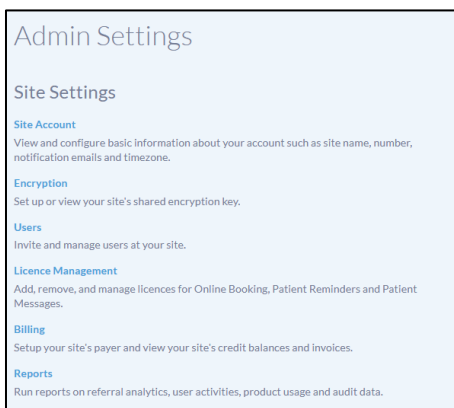 Admin Settings
Site Settings
Site Account
View and configure basic information about your account such as site name, number,
notification emails and timezone.
Encryption
Set up or view your site's shared encryption key.
Users
Invite and manage users at your site.
Licence Management
Add, remove, and manage licences for Online Booking, Patient Reminders and Patient
Messages.
Billing
Setup your site's payer and view your site's credit balances and invoices.
Reports
Run reports on referral analytics, user activities, product usage and audit data.